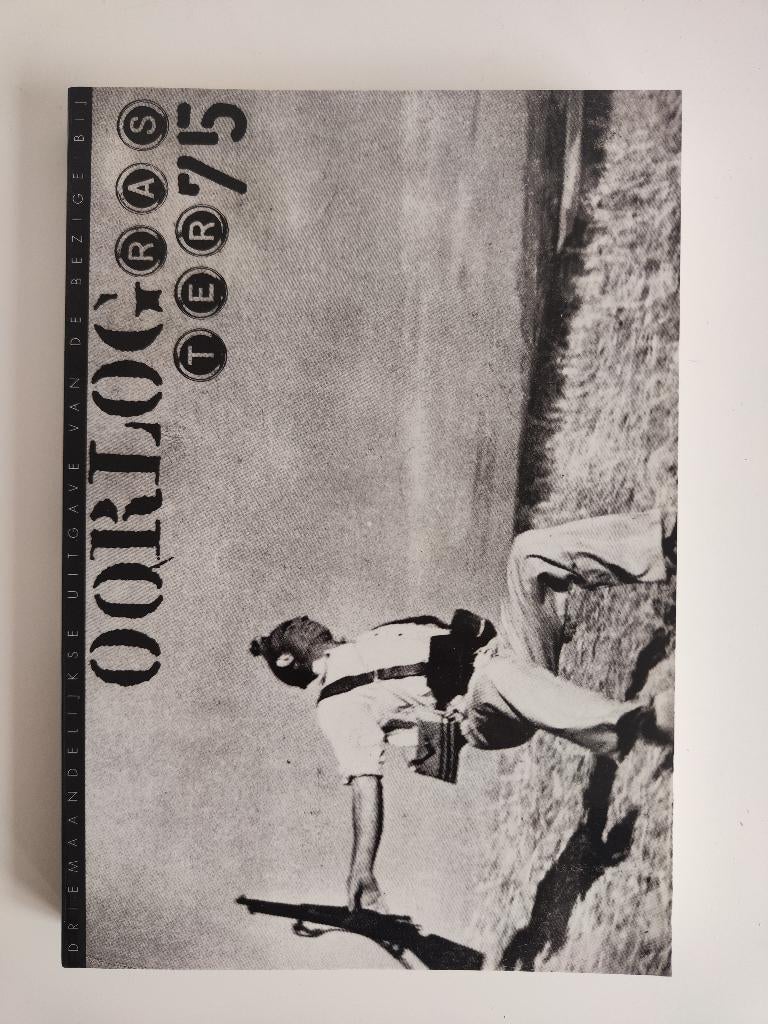 DRIEMAANDELIJKSE UITGAVE VAN DE BEZIGE BIJ
OORLOG RAS
TER 75